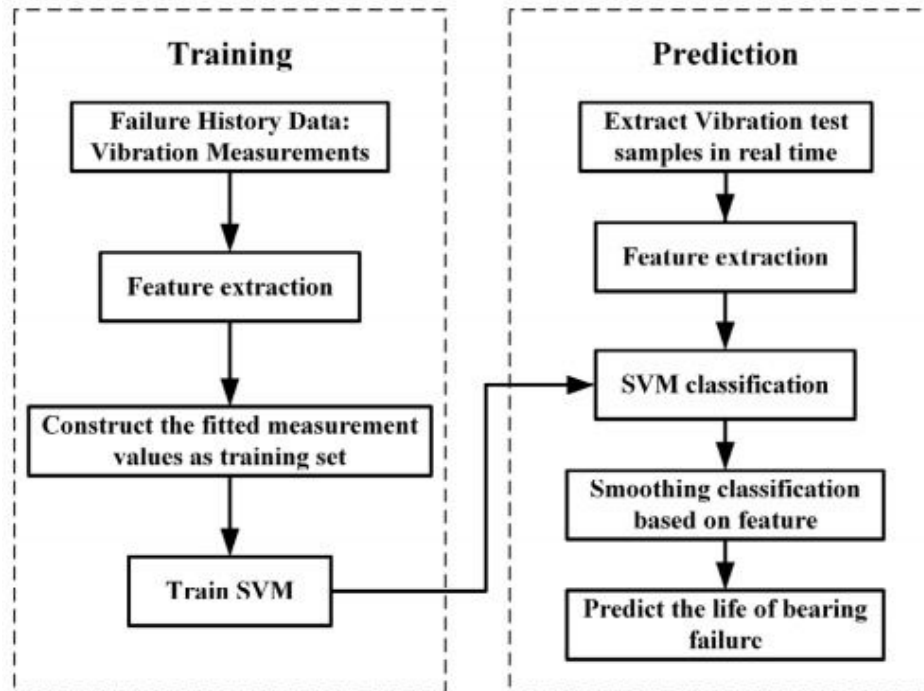 Training
Failure History Data:
Vibration Measurements
Feature extraction
Construct the fitted measurement
values as training set
Train SVM
Prediction
Extract Vibration test
samples in real time
Feature extraction
SVM classification
Smoothing classification
based on feature
Predict the life of bearing
failure